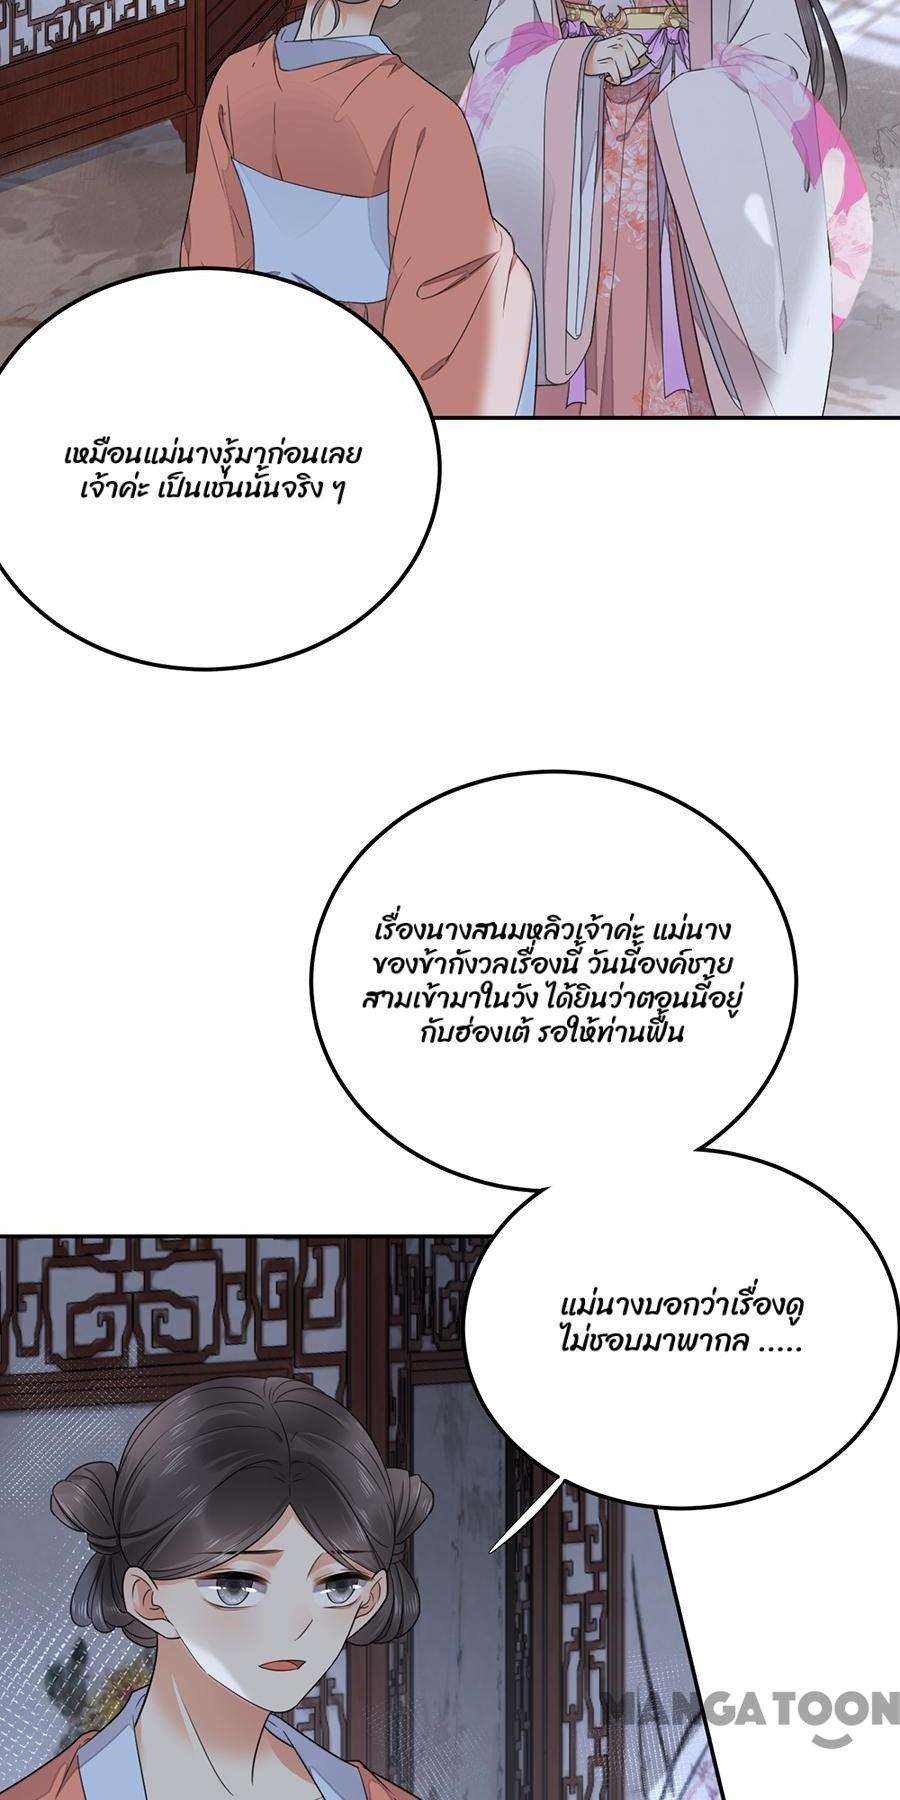 เหมือนแม่นางรู้มาก่อนเลย
เจ้าค่ะ เป็นเช่นนั้นจริง ๆ
เรื่องนางสนมหลิวเจ้าค่ะ แม่นาง
ของข้ากังวลเรื่องนี้ วันนี้องค์ชาย
สามเข้ามาในวัง ได้ยินว่าตอนนี้อยู่
กับฮ่องเต้ รอให้ท่านฟื้น
แม่นางบอกว่าเรื่องดู
ไม่ชอบมาพากล .....
MANGATOON